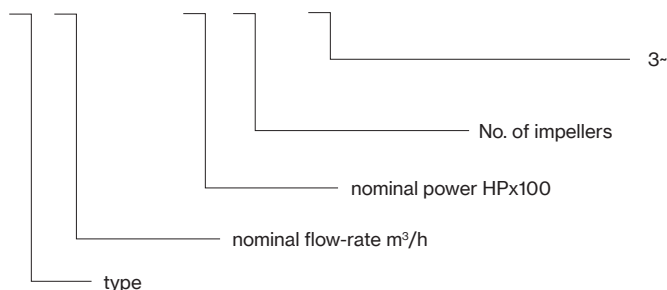 3~
No. of impellers
nominal power HPx100
nominal flow-rate m³/h
type